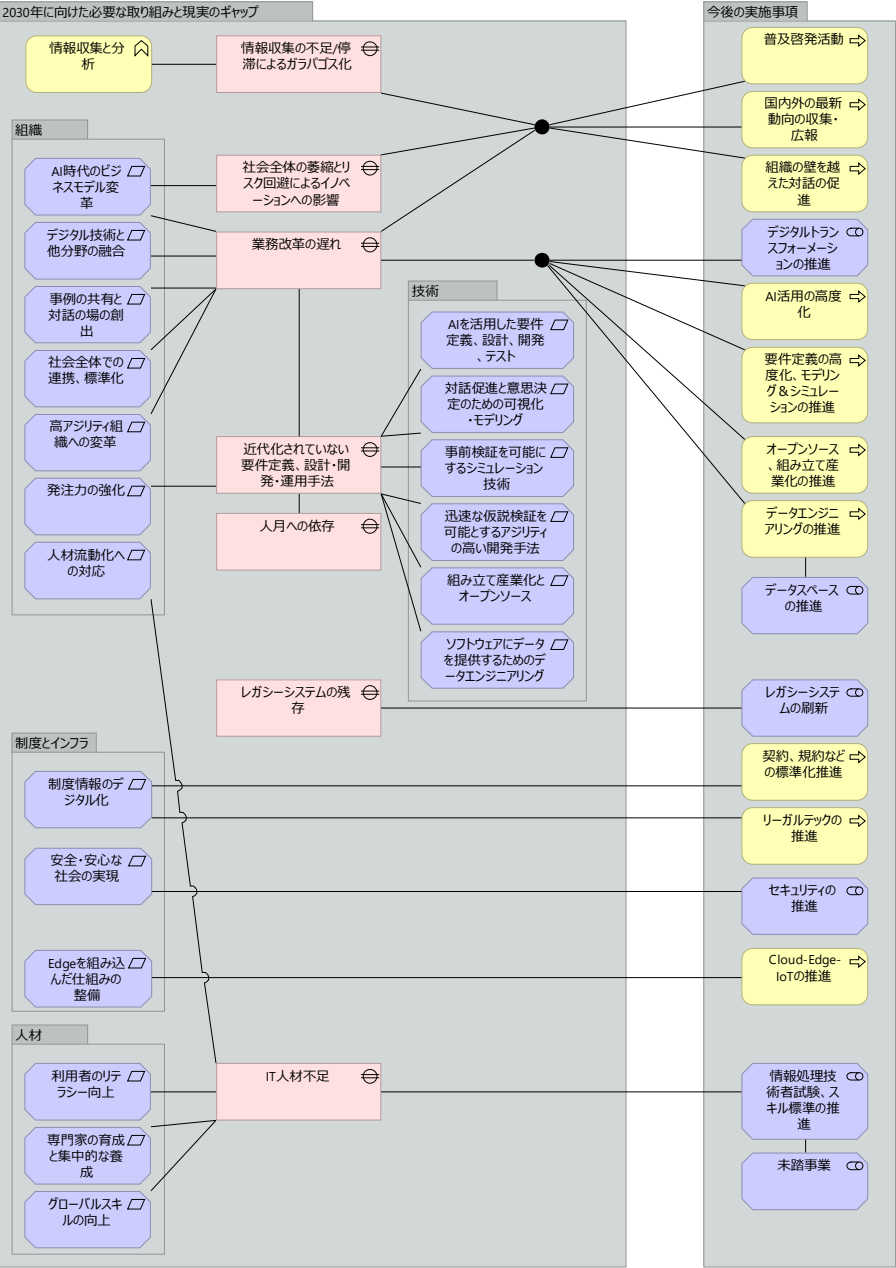 2030年に向けた必要な取り組みと現実のギャップ
今後の実施事項
情報収集と分
析
情報収集の不足/停
滞によるガラパゴス化
普及啓発活動
国内外の最新
動向の収集・
広報
組織
AI時代のビジ
ネスモデル変
革
社会全体の萎縮とリ
スク回避によるイノベ
ーションへの影響
組織の壁を越
えた対話の促
進
デジタル技術と
他分野の融合
業務改革の遅れ
デジタルトラン
スフォーメーシ
ョンの推進
事例の共有と
対話の場の創
出
技術
AI活用の高度
化
AIを活用した要件
定義、設計、開発
、テスト
社会全体での
連携、標準化
要件定義の高
度化、モデリン
グ＆シミュレー
ションの推進
対話促進と意思決
定のための可視化
・モデリング
高アジリティ組
織への変革
近代化されていない
要件定義、設計・開
発・運用手法
事前検証を可能に
するシミュレーション
技術
オープンソース
、組み立て産
業化の推進
発注力の強化
人月への依存
迅速な仮説検証を
可能とするアジリティ
の高い開発手法
データエンジニ
アリングの推進
人材流動化へ
の対応
組み立て産業化と
オープンソース
データスペース
の推進
ソフトウェアにデータ
を提供するためのデ
ータエンジニアリング
レガシーシステムの残
存
レガシーシステ
ムの刷新
制度とインフラ
制度情報のデ
ジタル化
契約、規約など
の標準化推進
リーガルテックの
推進
安全・安心な
社会の実現
セキュリティの
推進
Edgeを組み込
んだ仕組みの
整備
Cloud-Edge-
IoTの推進
人材
利用者のリテ
ラシー向上
IT人材不足
情報処理技
術者試験、ス
キル標準の推
進
専門家の育成
と集中的な養
成
未踏事業
グローバルスキ
ルの向上